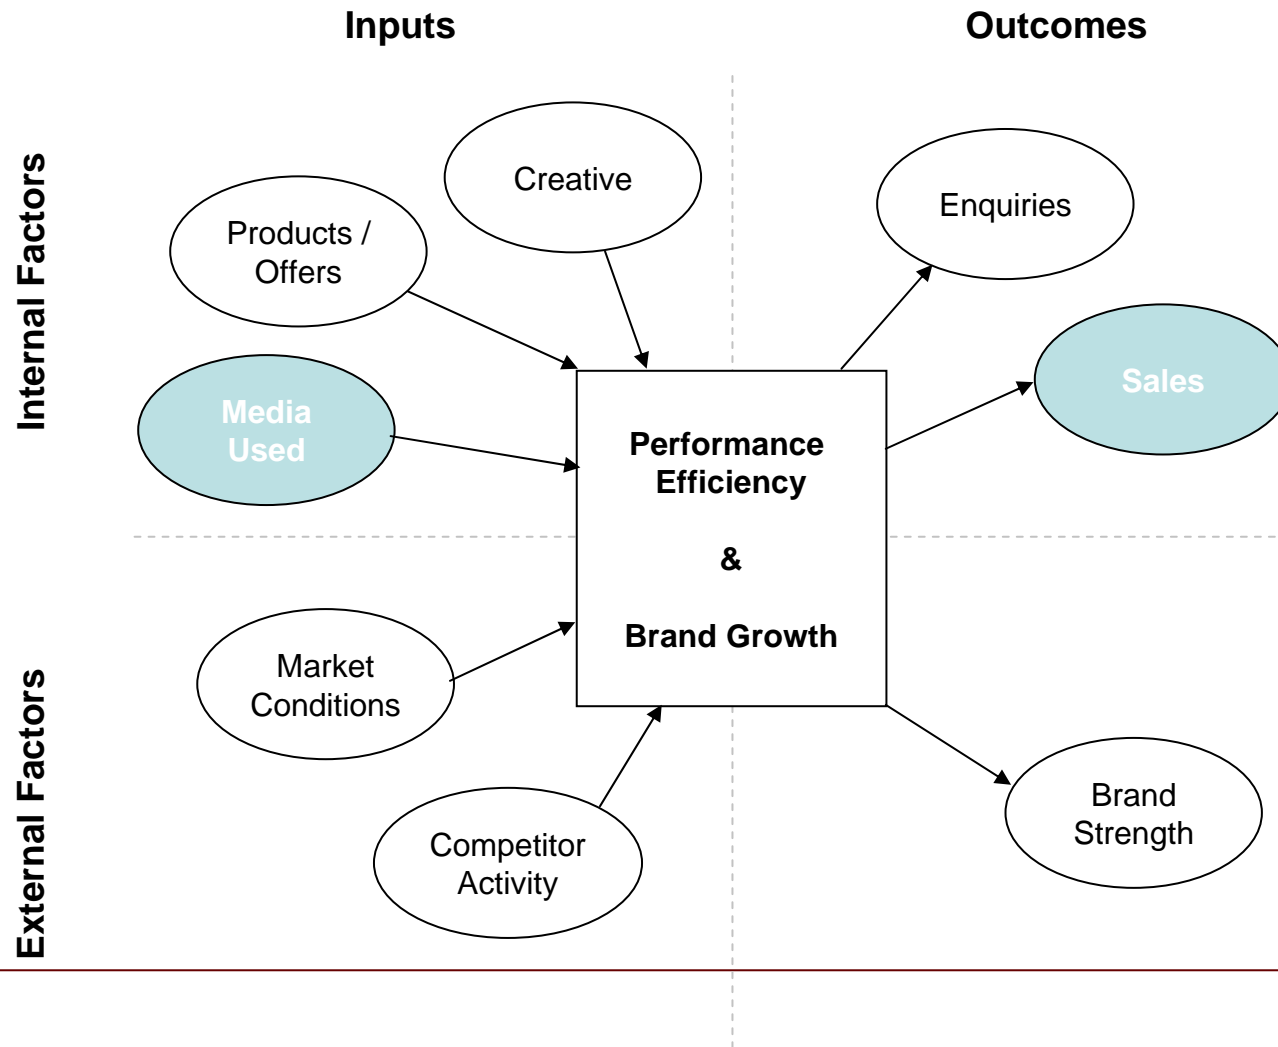 Inputs
Outcomes
Internal Factors
Creative
Products /
Offers
Media
Used
Enquiries
Sales
Performance
Efficiency
&
Brand Growth
External Factors
Market
Conditions
Competitor
Activity
Brand
Strength